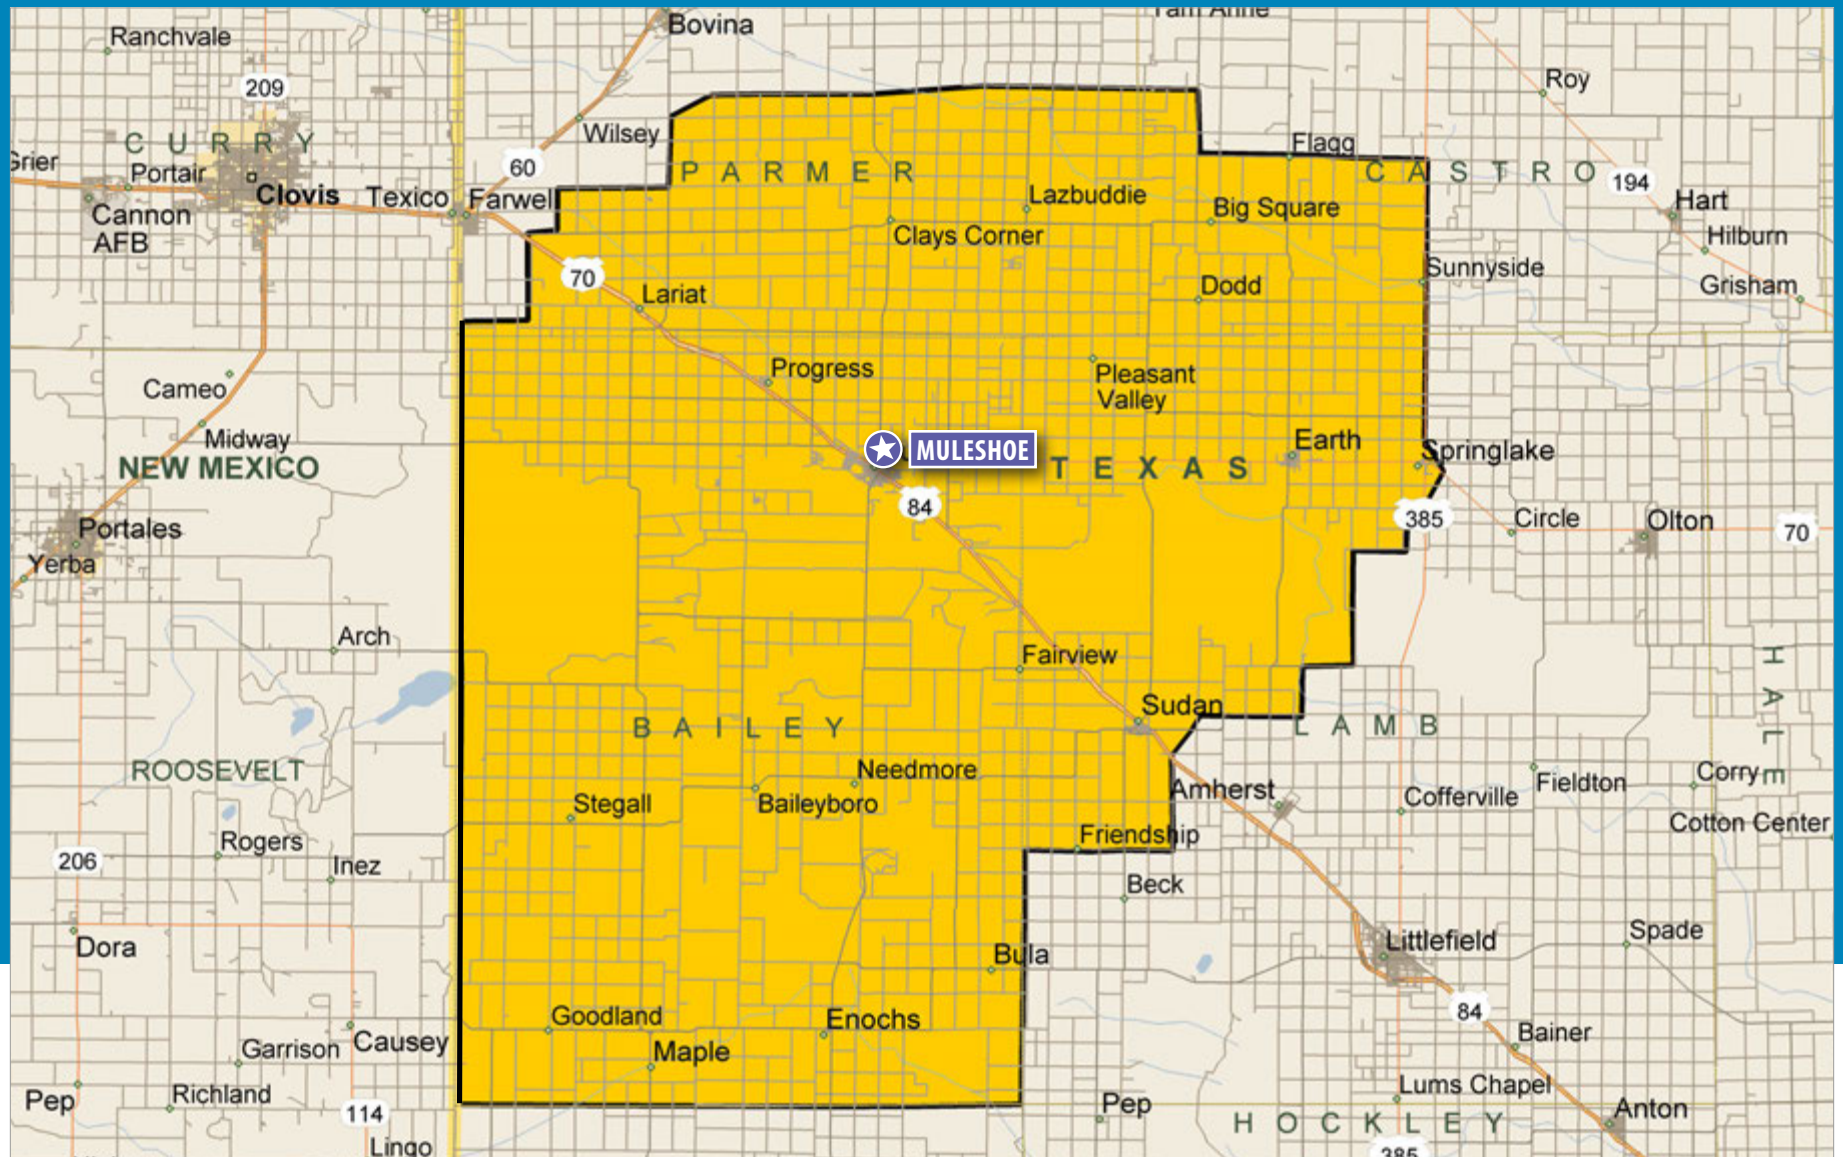 Bovina
Fam Anne
Ranchvale
209
Roy
Wilsey
CURRY
Flagg
Grier
60
Portair
PARMER
CASTRO
194
Clovis
Texico
Farwell
Lazbuddie
Hart
Cannon
AFB
Big Square
Clays Corner
Hilburn
70
Sunnyside
Lariat
Dodd
Grisham
Progress
Pleasant
Valley
Cameo
Midway
MULESHOE
Earth
Springlake
NEW MEXICO
TEXAS
84
385
Circle
Olton
70
Portales
Yerba
Arch
Fairview
HALE
Sudan
BAILEY
LAMB
ROOSEVELT
Needmore
Corry
Fieldton
Stegall
Baileyboro
Amherst
Cofferville
Cotton Center
Friendship
Rogers
206
Inez
Beck
Dora
Bula
Littlefield
Spade
Goodland
Enochs
84
Causey
Garrison
Maple
Bainer
Pep
Richland
114
Lums Chapel
Pep
Anton
HOCKLEY
Lingo
385